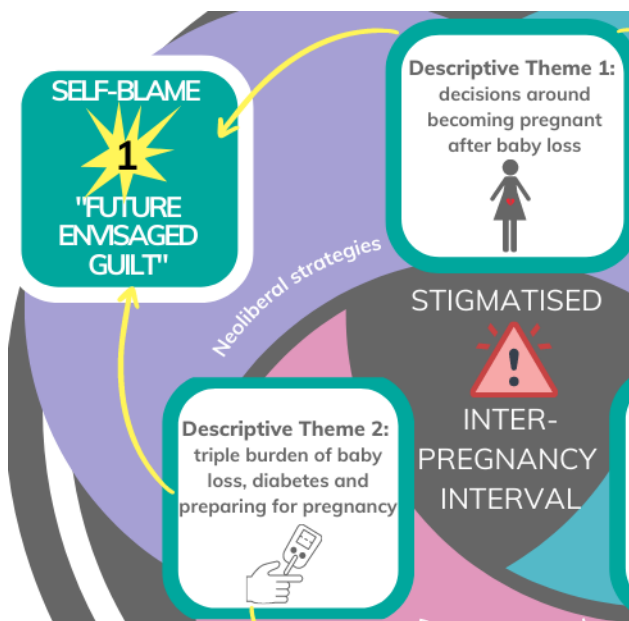 SELF-BLAME
1
"FUTURE
ENVISAGED
GUILT"
Descriptive Theme 1:
decisions around
becoming pregnant
after baby loss
Neoliberal strategies
STIGMATISED
!
INTER-
PREGNANCY
INTERVAL
Descriptive Theme 2:
triple burden of baby
loss, diabetes and
preparing for pregnancy